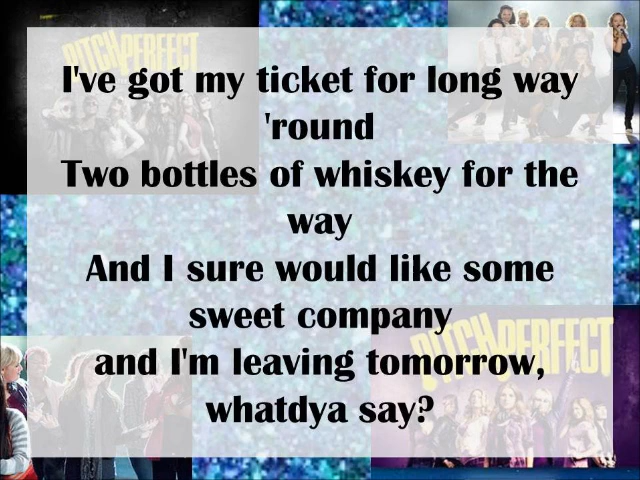 PITCH PERFECT
I've got my ticket for long way
'round
Two bottles of whiskey for the
way
And I sure would like some
sweet company
and I'm leaving tomorrow,
whatdya say?
PITCH PERFECT